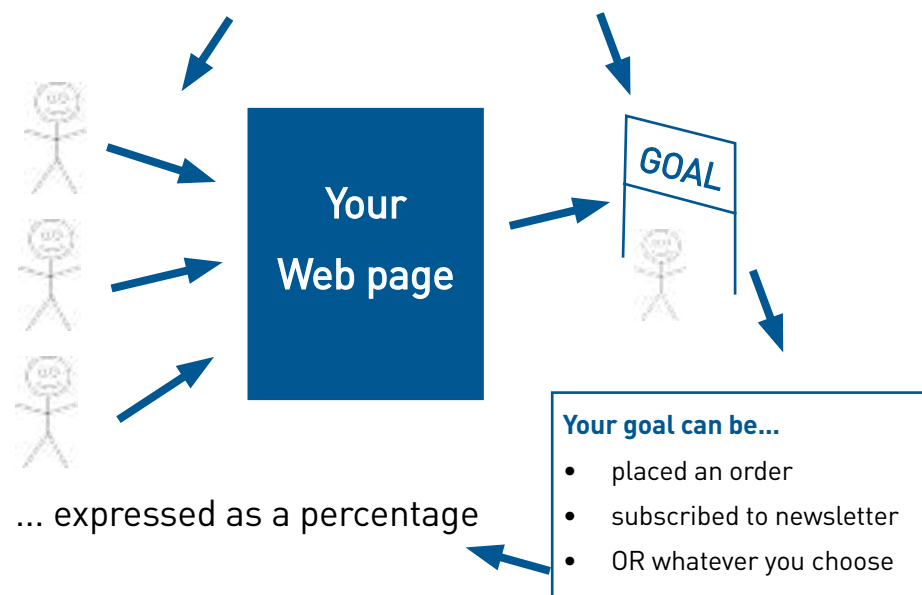 GOAL
Your
Web page
Your goal can be...
• placed an order
• subscribed to newsletter
• OR whatever you choose
... expressed as a percentage